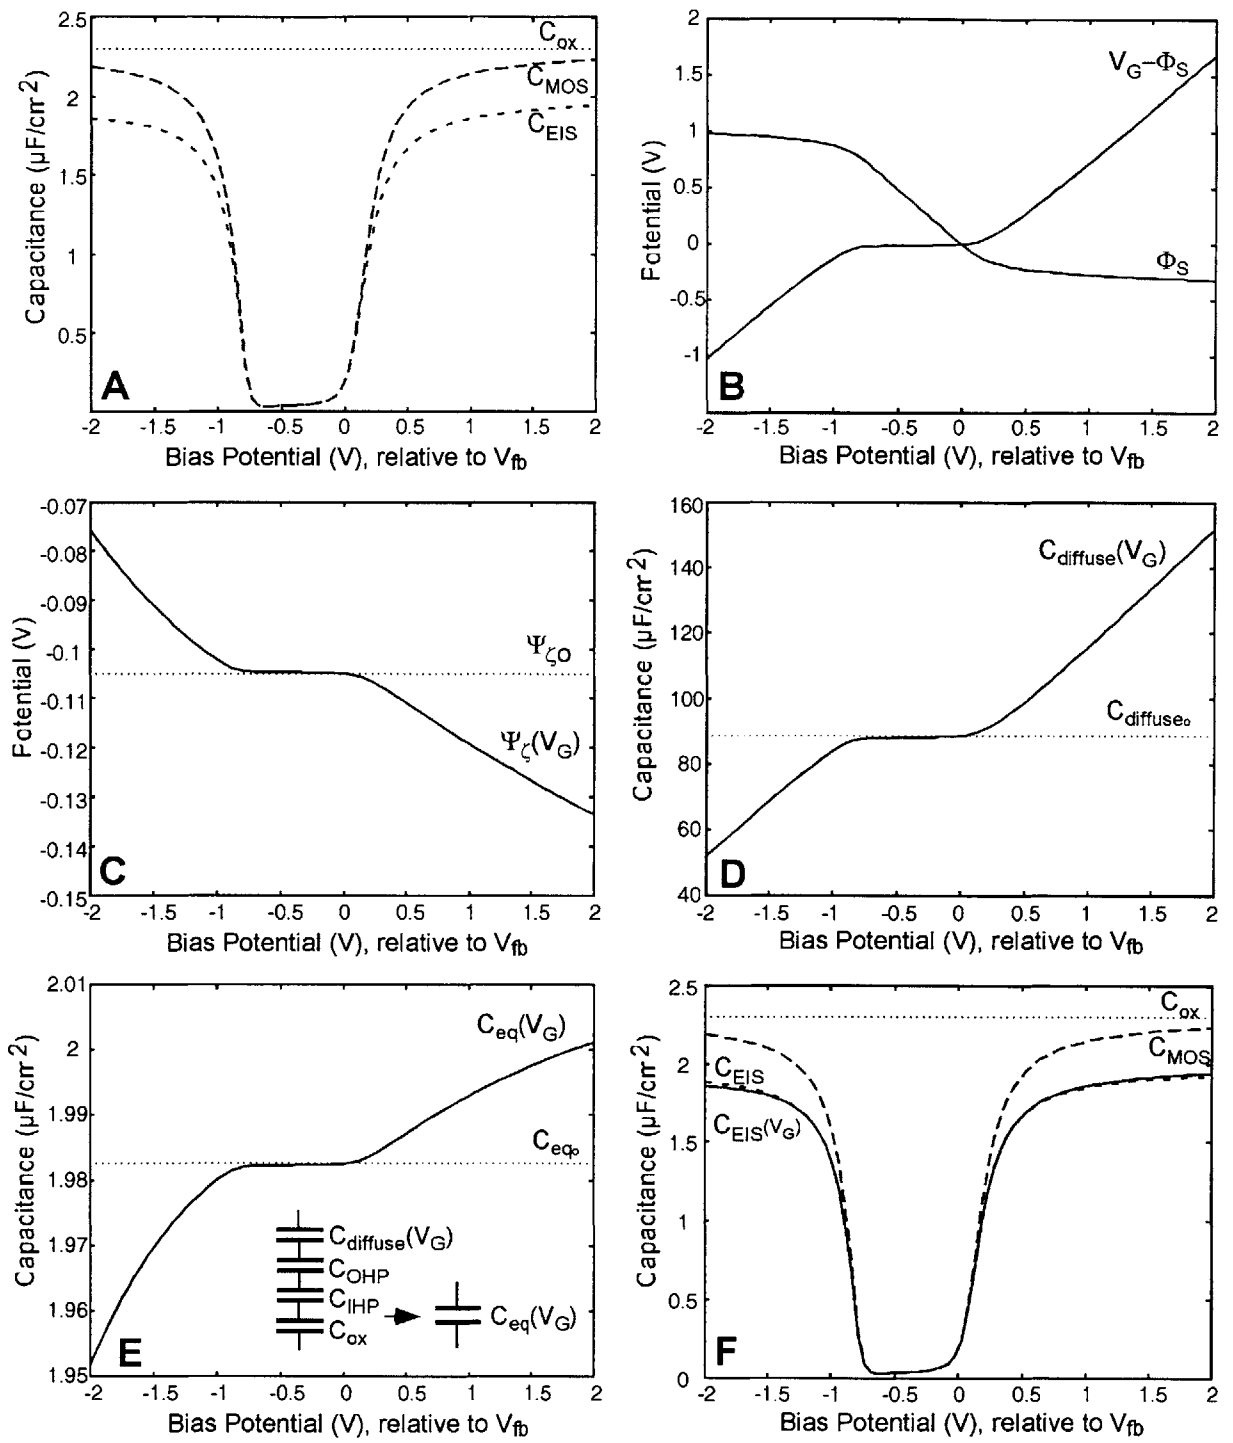 2.5
2
1.5
1
0.5
C_ox
C_MOS
C_EIS
A
Capacitance (µF/cm²)
-2 -1.5 -1 -0.5 0 0.5 1 1.5 2
Bias Potential (V), relative to V_fb
2
1.5
1
0.5
0
-0.5
-1
V_G–Φ_S
Φ_S
B
Potential (V)
-2 -1.5 -1 -0.5 0 0.5 1 1.5 2
Bias Potential (V), relative to V_fb
-0.07
-0.08
-0.09
-0.1
-0.11
-0.12
-0.13
-0.14
-0.15
Ψ_ζO
Ψ_ζ(V_G)
C
Potential (V)
-2 -1.5 -1 -0.5 0 0.5 1 1.5 2
Bias Potential (V), relative to V_fb
160
140
120
100
80
60
40
C_diffuse(V_G)
C_diffuse₀
D
Capacitance (µF/cm²)
-2 -1.5 -1 -0.5 0 0.5 1 1.5 2
Bias Potential (V), relative to V_fb
2.01
2
1.99
1.98
1.97
1.96
1.95
C_eq(V_G)
C_eq₀
C_diffuse(V_G)
C_OHP
C_IHP
C_ox
C_eq(V_G)
E
Capacitance (µF/cm²)
-2 -1.5 -1 -0.5 0 0.5 1 1.5 2
Bias Potential (V), relative to V_fb
2.5
2
1.5
1
0.5
0
C_ox
C_MOS
C_EIS
C_EIS(V_G)
F
Capacitance (µF/cm²)
-2 -1.5 -1 -0.5 0 0.5 1 1.5 2
Bias Potential (V), relative to V_fb